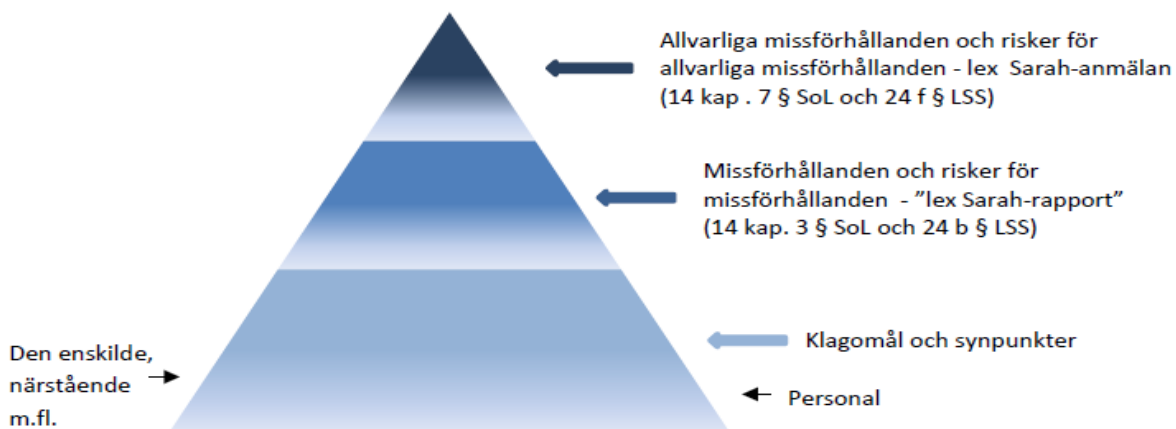 Allvarliga missförhållanden och risker för
allvarliga missförhållanden - lex Sarah-anmälan
(14 kap . 7 § SoL och 24 f § LSS)
Missförhållanden och risker för
missförhållanden - ”lex Sarah-rapport”
(14 kap. 3 § SoL och 24 b § LSS)
Klagomål och synpunkter
Den enskilde,
närstående
m.fl.
Personal